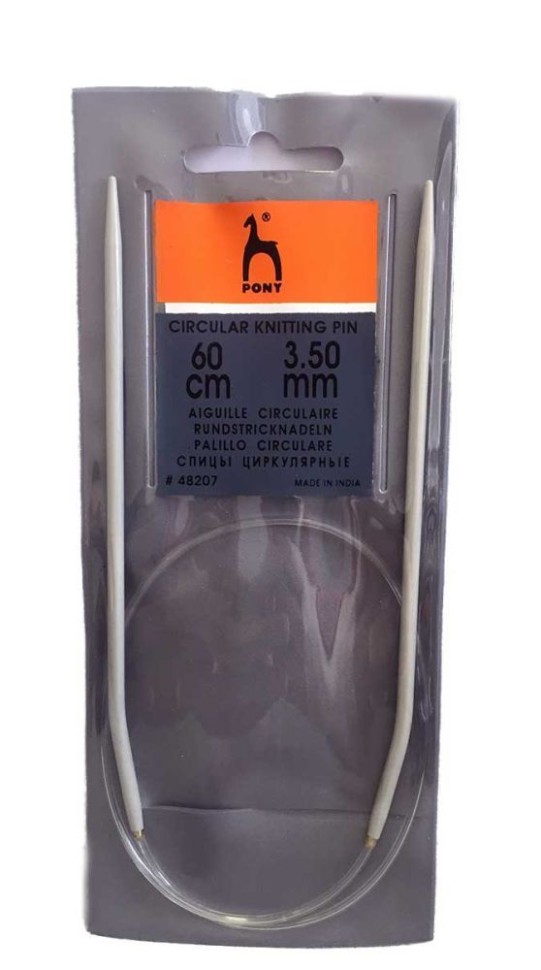 ®
PONY
CIRCULAR KNITTING PIN
60 3.50
cm mm
AIGUILLE CIRCULAIRE
RUNDSTRICKNADELN
PALILLO CIRCULARE
СПИЦЫ ЦИРКУЛЯРНЫЕ
# 48207 MADE IN INDIA